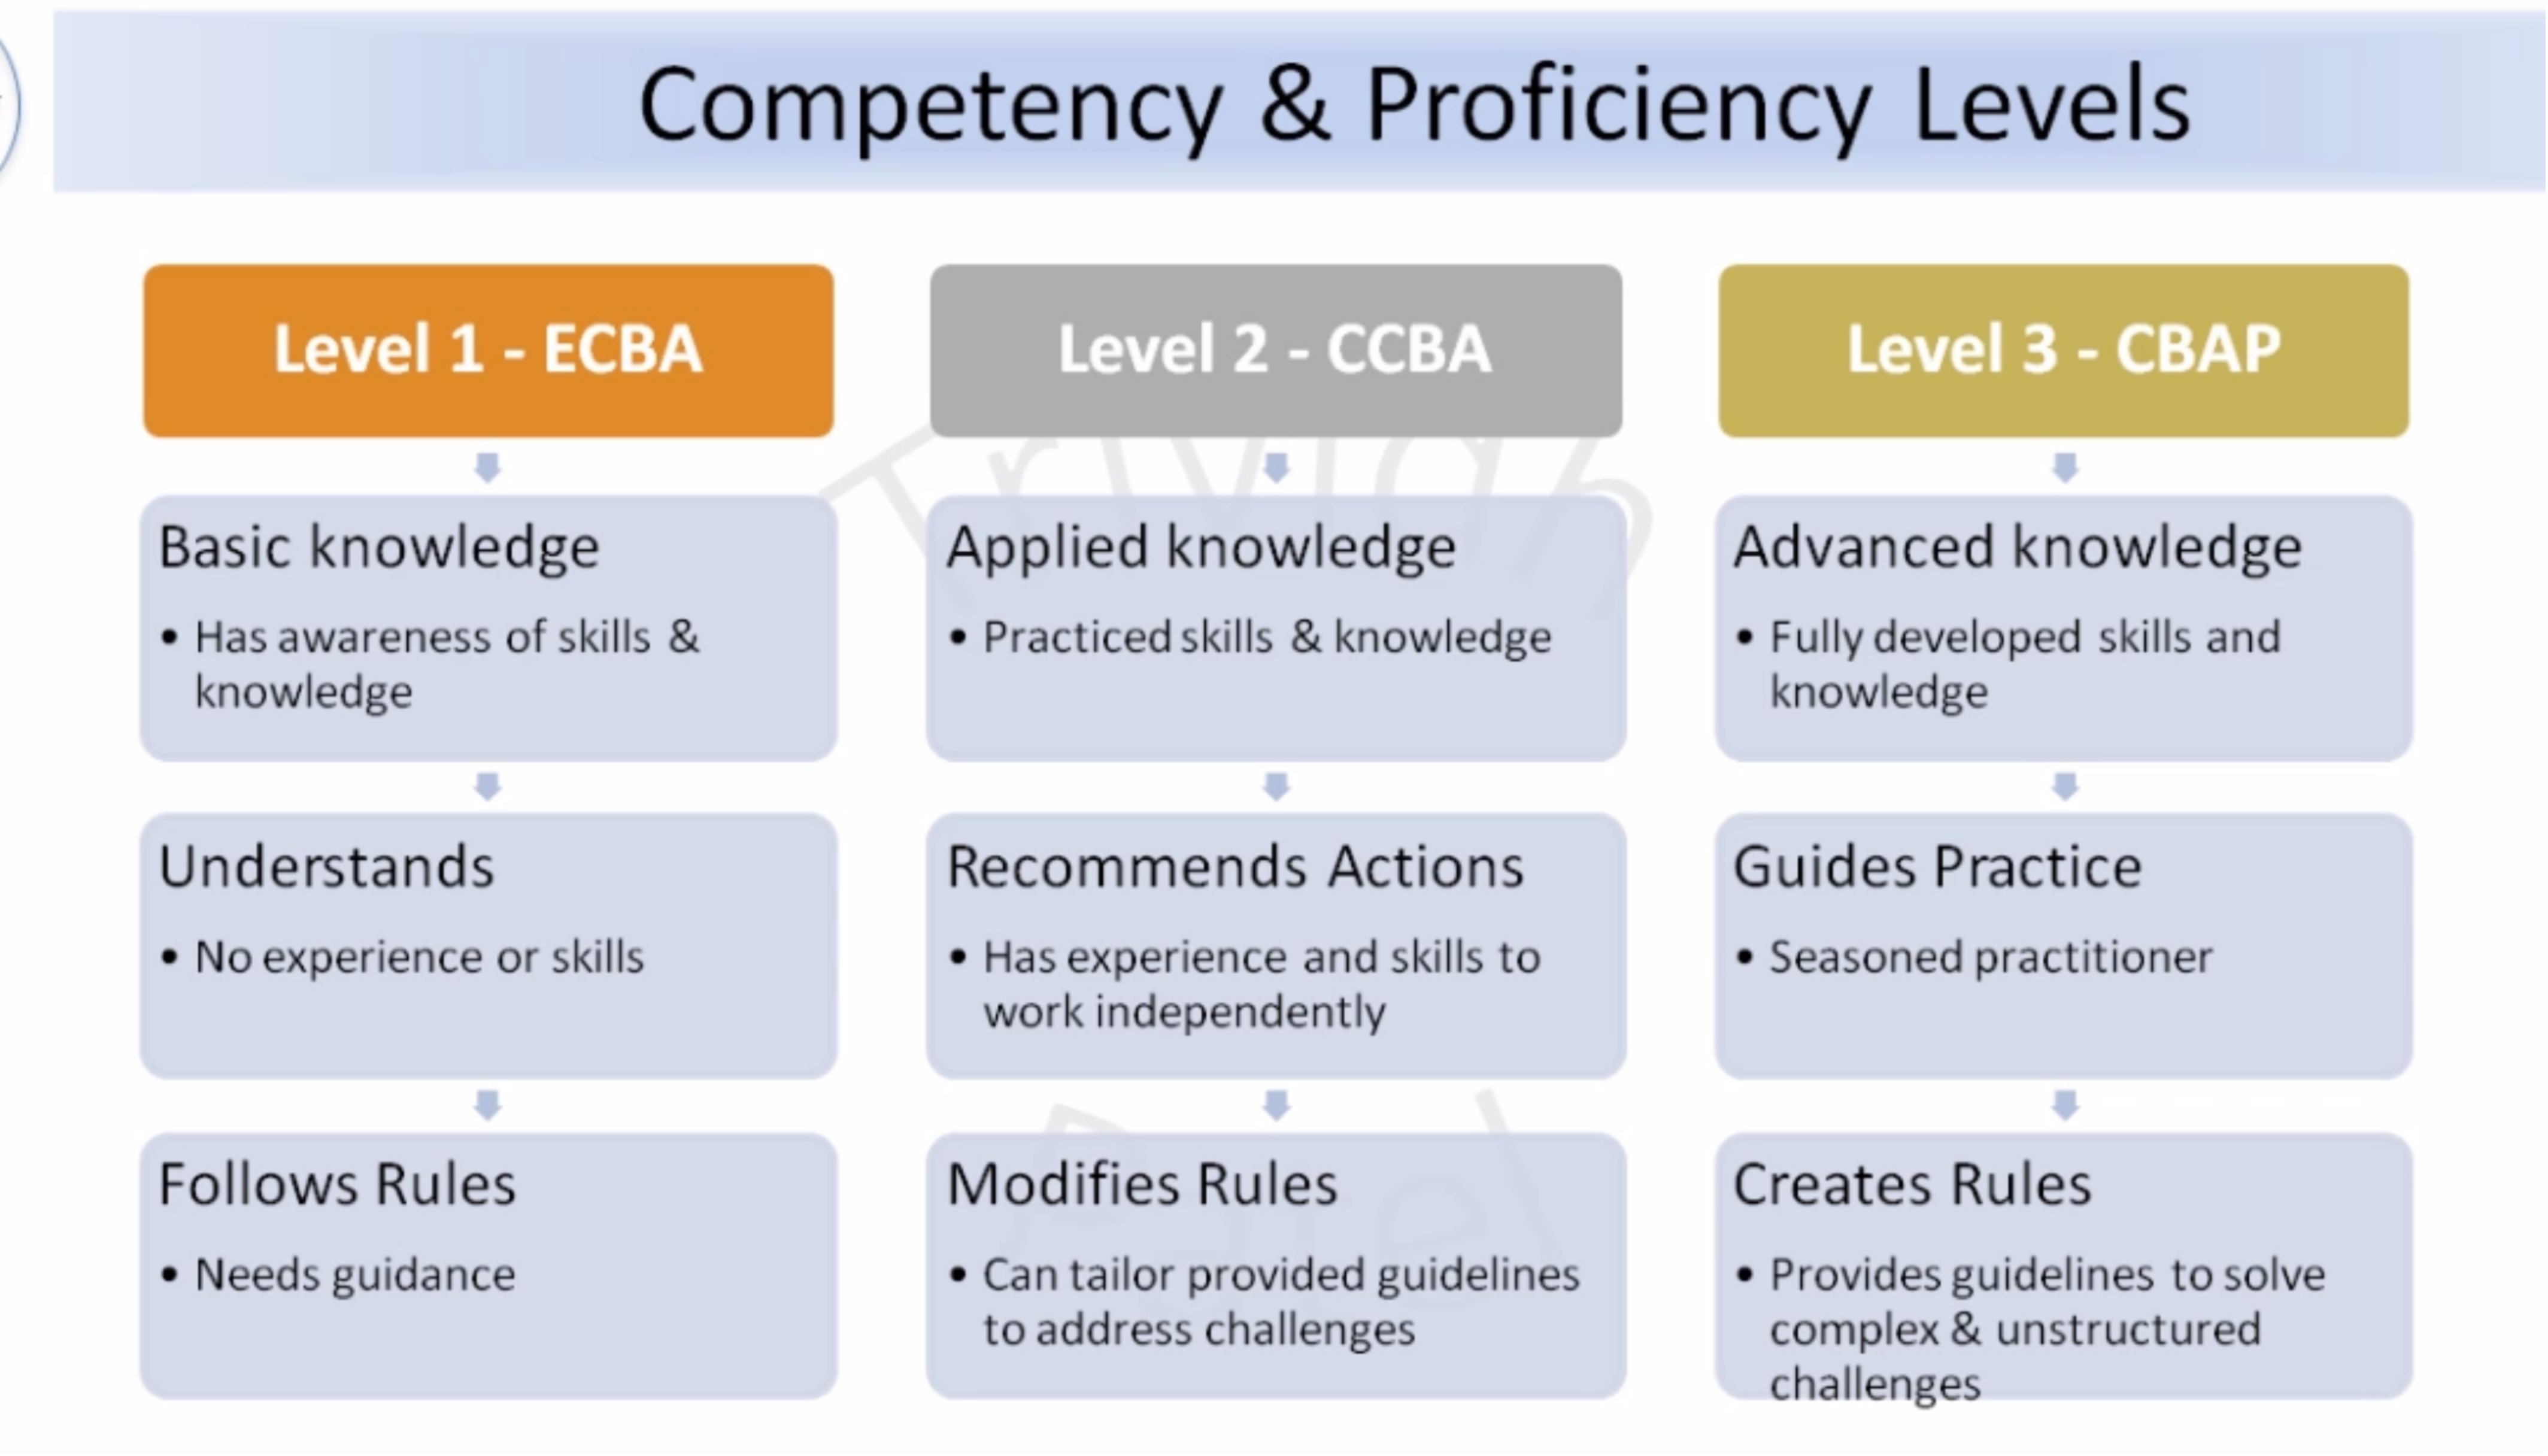 Competency & Proficiency Levels
Level 1 - ECBA
Basic knowledge
• Has awareness of skills &
knowledge
Understands
• No experience or skills
Follows Rules
• Needs guidance
Level 2 - CCBA
Applied knowledge
• Practiced skills & knowledge
Recommends Actions
• Has experience and skills to
work independently
Modifies Rules
• Can tailor provided guidelines
to address challenges
Level 3 - CBAP
Advanced knowledge
• Fully developed skills and
knowledge
Guides Practice
• Seasoned practitioner
Creates Rules
• Provides guidelines to solve
complex & unstructured
challenges
Patel